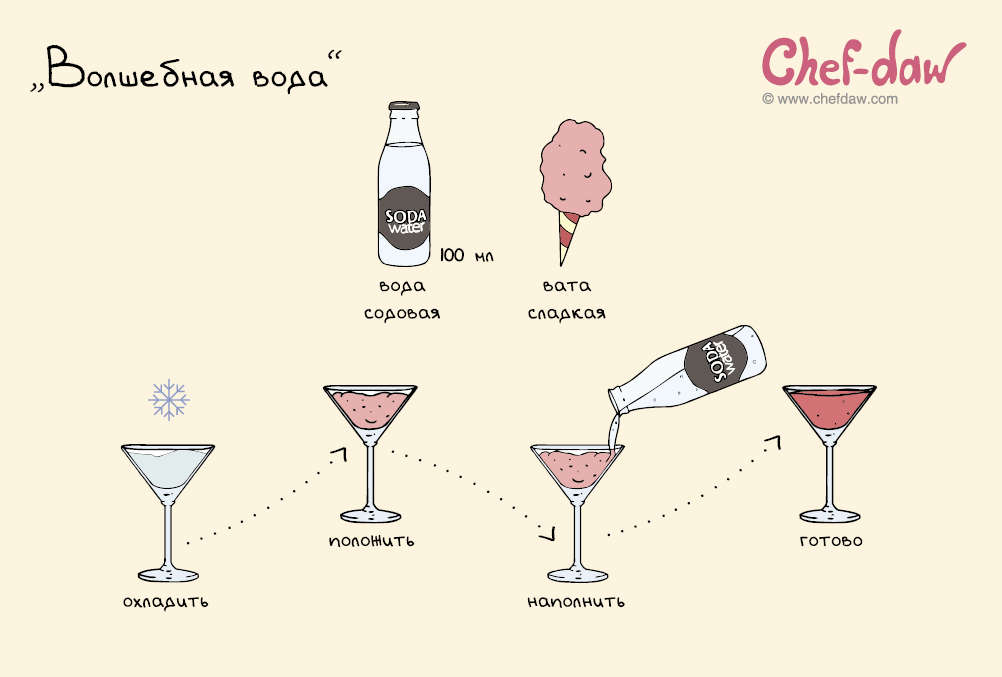 „Волшебная вода“
Chef-daw
© www.chefdaw.com
SODA
water
100 мл
вода
содовая
вата
сладкая
SODA
water
охладить
положить
наполнить
готово